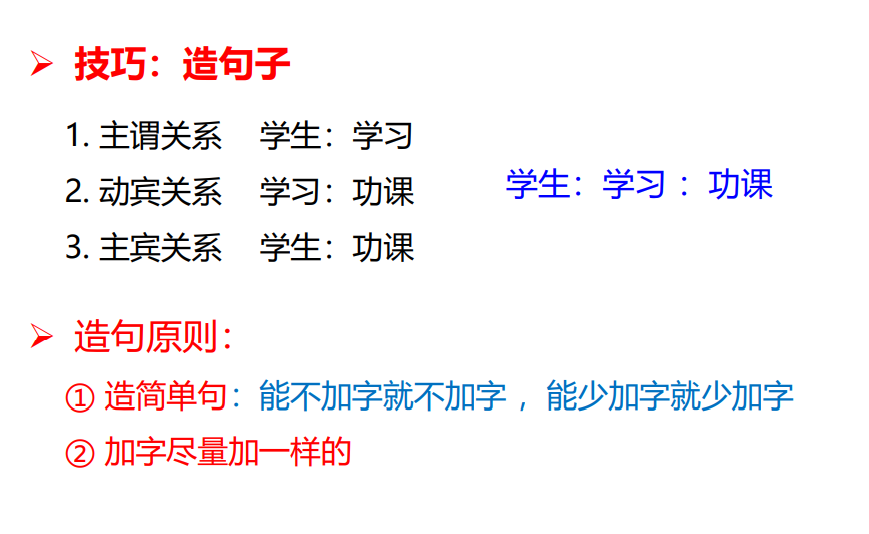 ➢ 技巧：造句子
1. 主谓关系 学生：学习
2. 动宾关系 学习：功课
学生：学习 ：功课
3. 主宾关系 学生：功课
➢ 造句原则：
① 造简单句：能不加字就不加字 ，能少加字就少加字
② 加字尽量加一样的